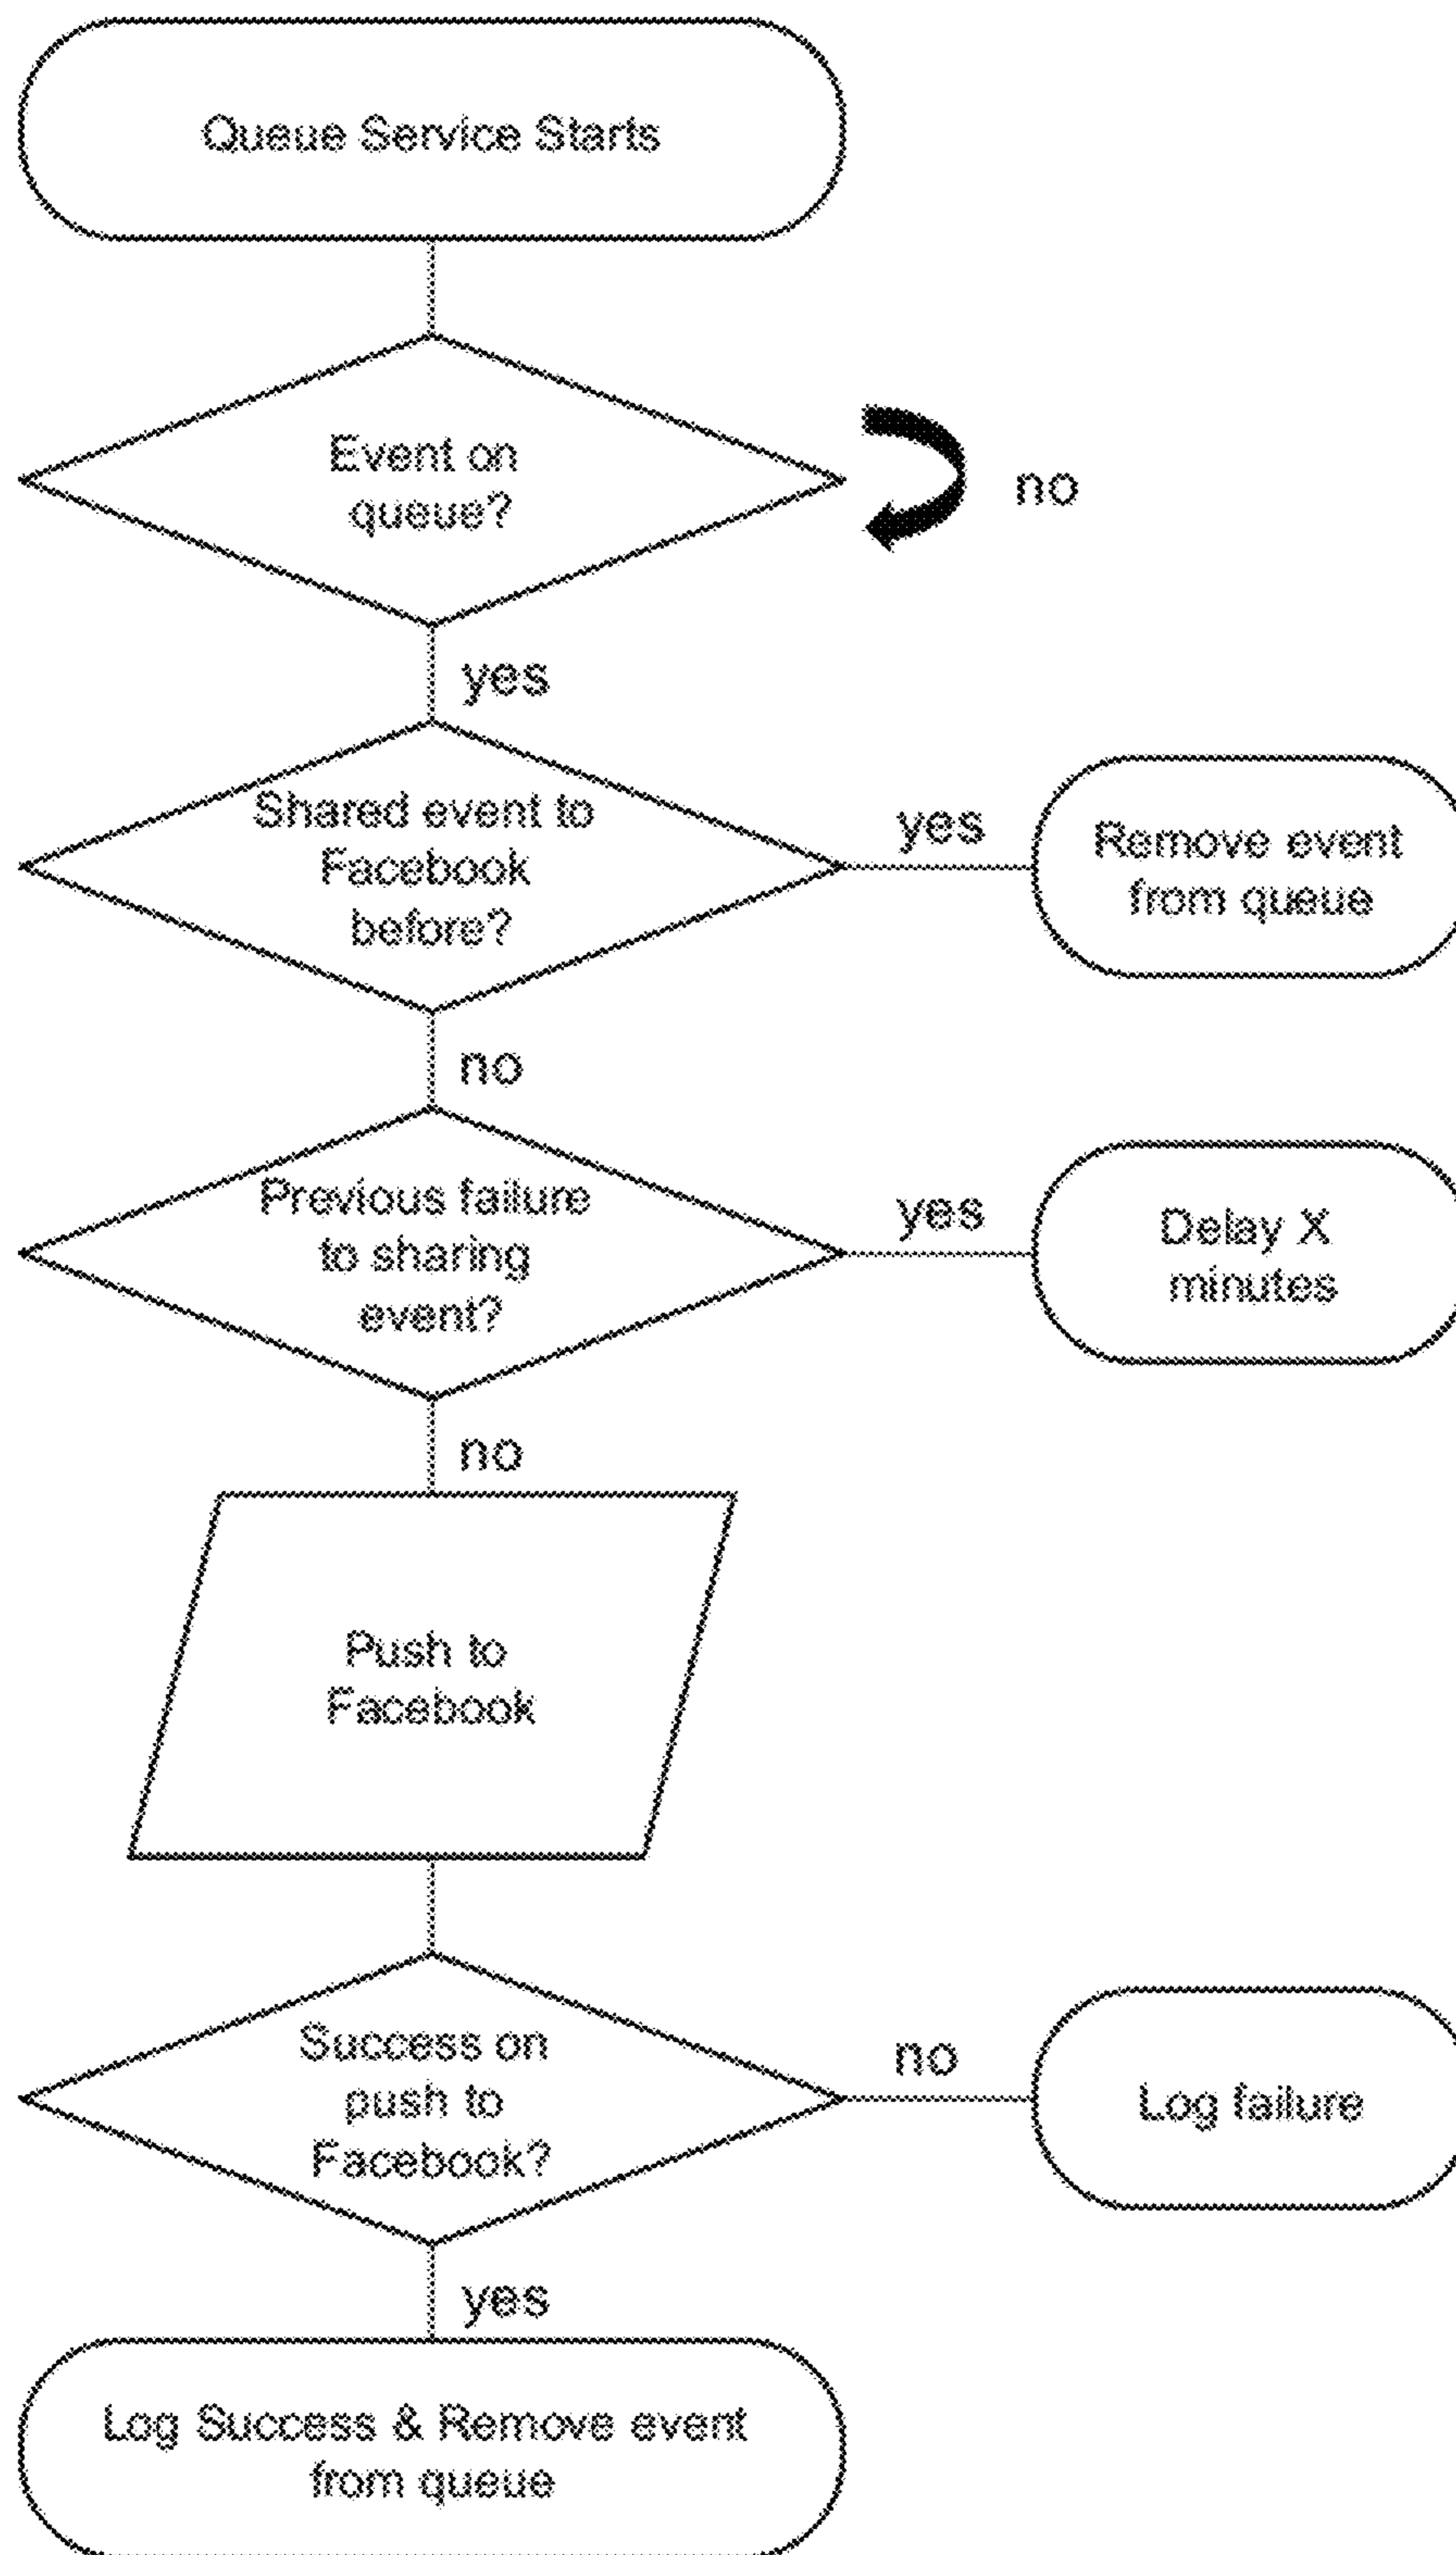 Queue Service Starts
Event on
queue?
no
yes
Shared event to
Facebook
before?
yes
Remove event
from queue
no
Previous failure
to sharing
event?
yes
Delay X
minutes
no
Push to
Facebook
Success on
push to
Facebook?
no
Log failure
yes
Log Success & Remove event
from queue